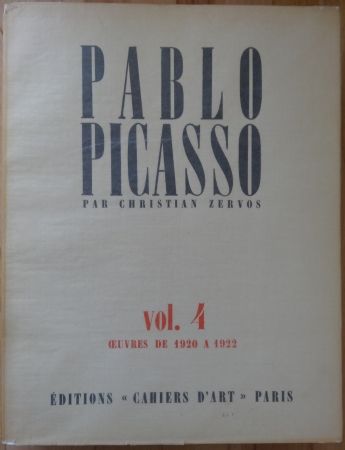 PABLO
PICASSO
PAR CHRISTIAN ZERVOS
vol. 4
ŒUVRES DE 1920 A 1922
ÉDITIONS « CAHIERS D'ART » PARIS